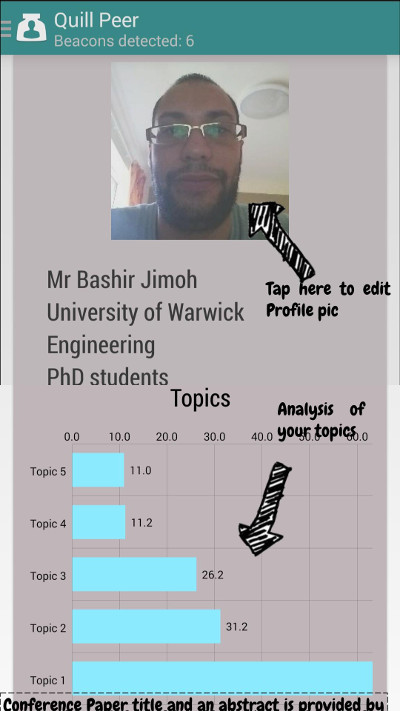 Quill Peer
Beacons detected: 6
Tap here to edit
Profile pic
Mr Bashir Jimoh
University of Warwick
Engineering
PhD students
Topics
Analysis of
your topics
0.0 10.0 20.0 30.0 40.0 50.0 60.0
Topic 5 11.0
Topic 4 11.2
Topic 3 26.2
Topic 2 31.2
Topic 1
Conference Paper title and an abstract is provided by